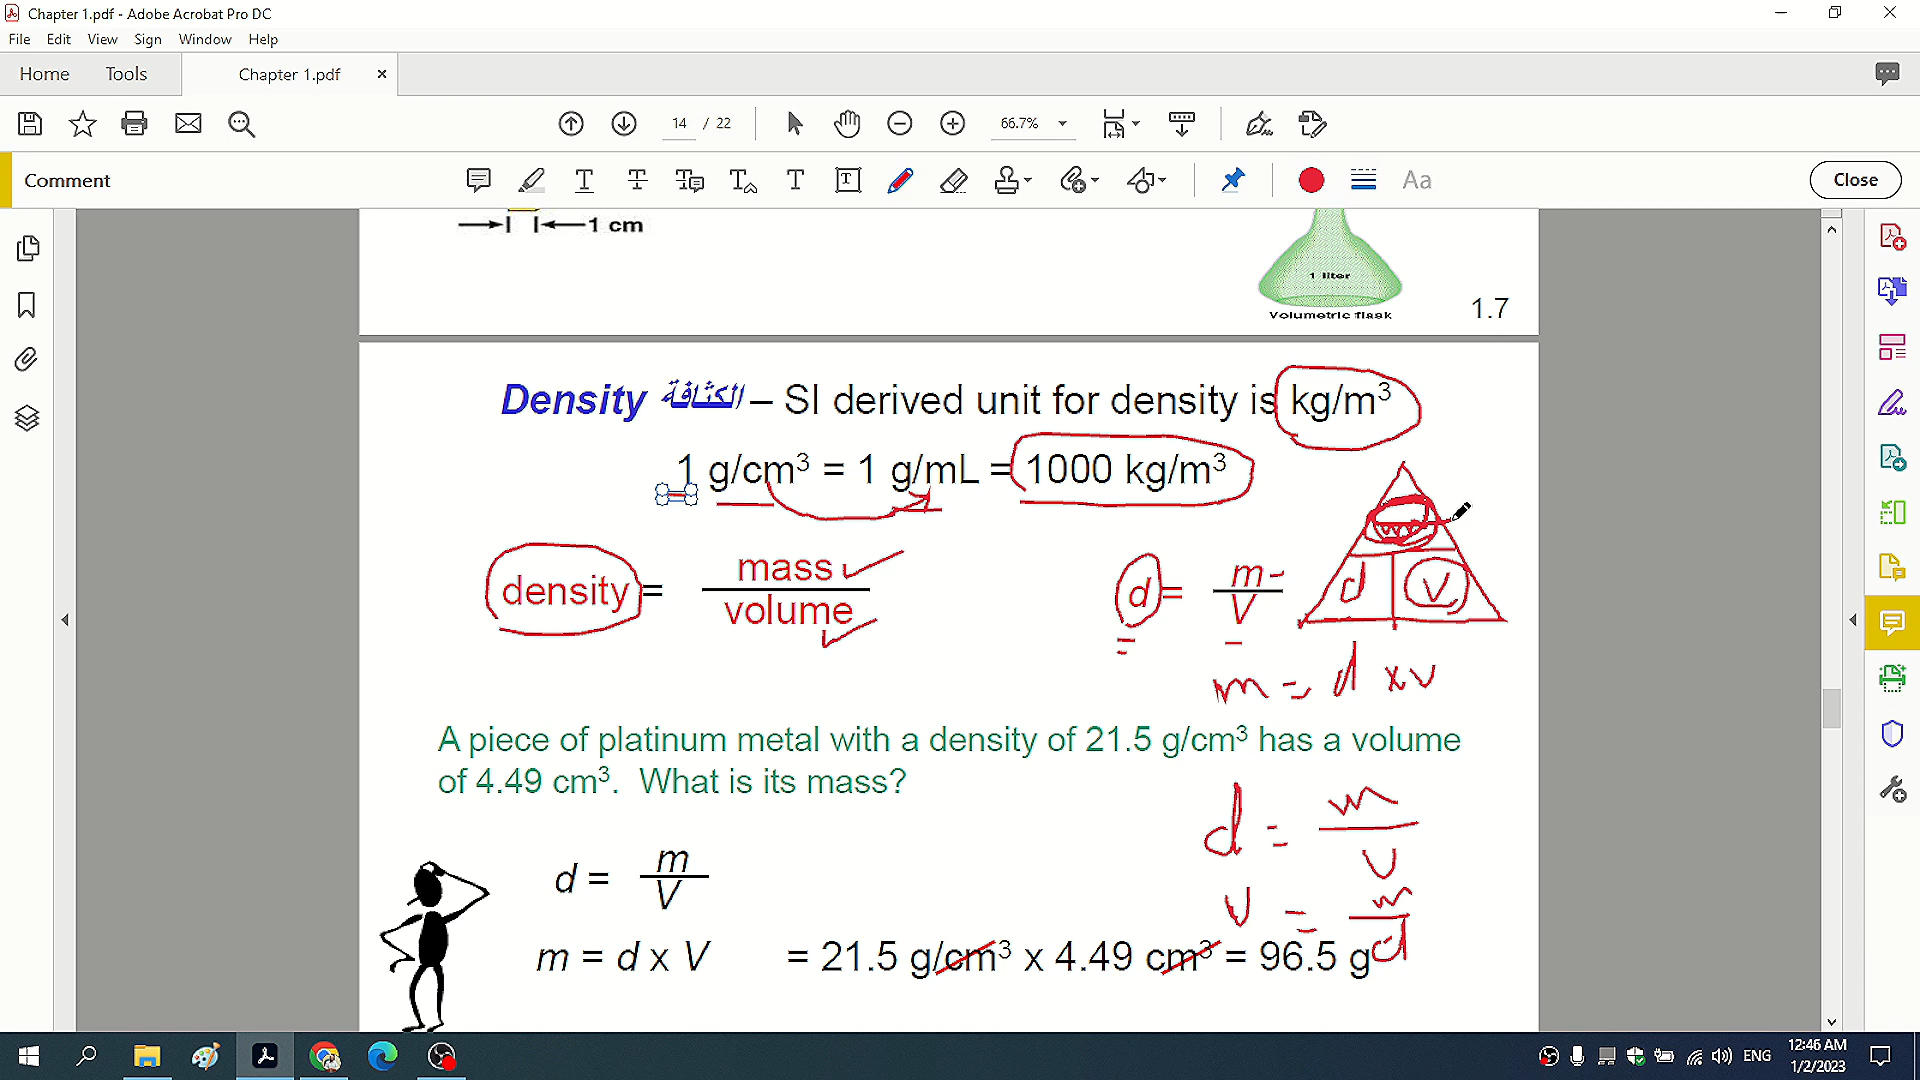 Chapter 1.pdf - Adobe Acrobat Pro DC
File Edit View Sign Window Help
Home Tools Chapter 1.pdf ×
14 / 22 66.7%
Comment Aa Close
1 cm
1 liter
Volumetric flask
1.7
Density الكثافة – SI derived unit for density is kg/m³
1 g/cm³ = 1 g/mL = 1000 kg/m³
density = mass / volume
d = m / V
d v
m = d x v
A piece of platinum metal with a density of 21.5 g/cm³ has a volume
of 4.49 cm³. What is its mass?
d = m / v
d = m / V
v = m / d
m = d x V = 21.5 g/cm³ x 4.49 cm³ = 96.5 g
ENG 12:46 AM
1/2/2023